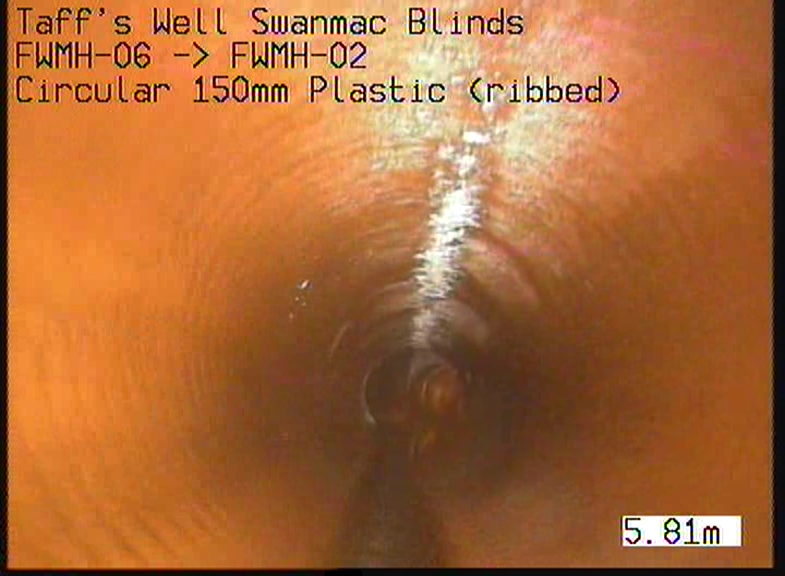 Taff's Well Swanmac Blinds
FWMH-06 -> FWMH-02
Circular 150mm Plastic (ribbed)
5.81m